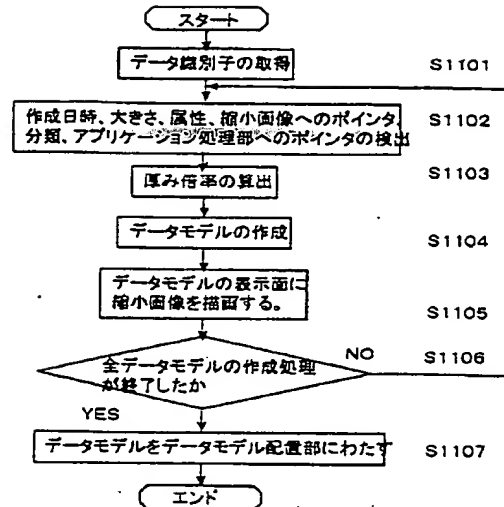 スタート
データ識別子の取得
S1101
作成日時、大きさ、属性、縮小画像へのポインタ、
分類、アプリケーション処理部へのポインタの検出
S1102
厚み倍率の算出
S1103
データモデルの作成
S1104
データモデルの表示面に
縮小画像を描画する。
S1105
全データモデルの作成処理
が終了したか
NO
S1106
YES
データモデルをデータモデル配置部にわたす
S1107
エンド